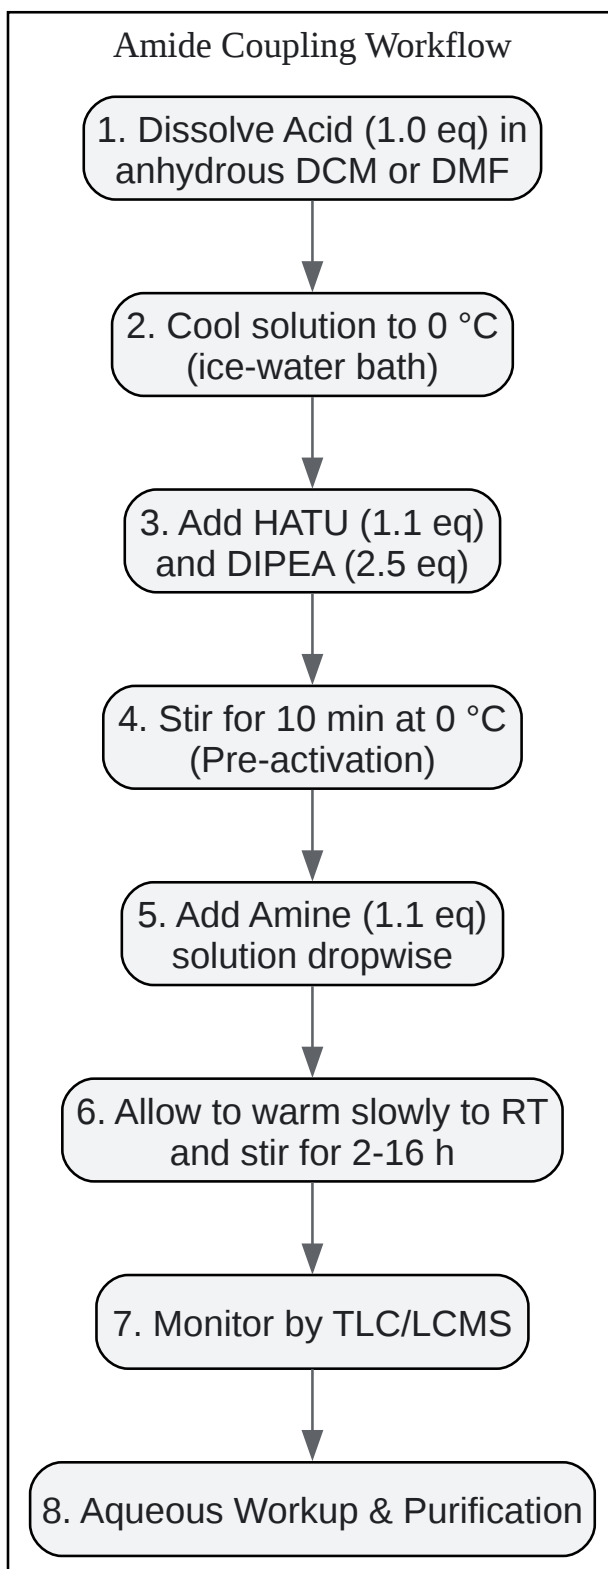 Amide Coupling Workflow
1. Dissolve Acid (1.0 eq) in
anhydrous DCM or DMF
2. Cool solution to 0 °C
(ice-water bath)
3. Add HATU (1.1 eq)
and DIPEA (2.5 eq)
4. Stir for 10 min at 0 °C
(Pre-activation)
5. Add Amine (1.1 eq)
solution dropwise
6. Allow to warm slowly to RT
and stir for 2-16 h
7. Monitor by TLC/LCMS
8. Aqueous Workup & Purification